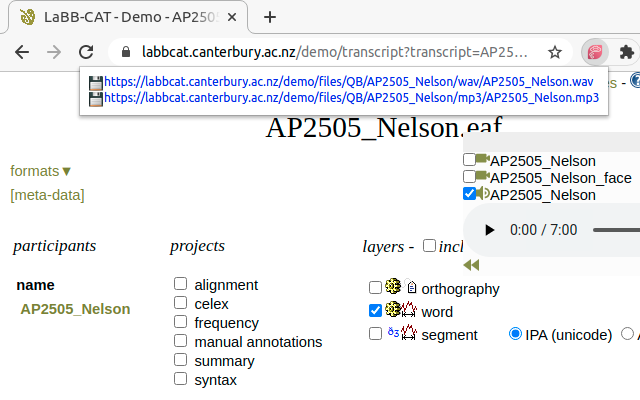 LaBB-CAT - Demo - AP2505
labbcat.canterbury.ac.nz/demo/transcript?transcript=AP25…
https://labbcat.canterbury.ac.nz/demo/files/QB/AP2505_Nelson/wav/AP2505_Nelson.wav
https://labbcat.canterbury.ac.nz/demo/files/QB/AP2505_Nelson/mp3/AP2505_Nelson.mp3
es -
AP2505_Nelson.eaf
AP2505_Nelson
formats▼
AP2505_Nelson_face
[meta-data]
AP2505_Nelson
0:00 / 7:00
participants
projects
layers - incl
name
alignment
orthography
AP2505_Nelson
celex
word
frequency
segment
IPA (unicode)
manual annotations
summary
syntax